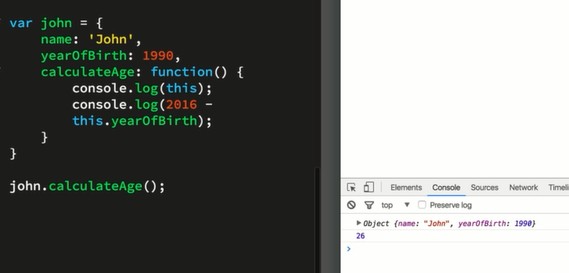 var john = {
name: 'John',
yearOfBirth: 1990,
calculateAge: function() {
console.log(this);
console.log(2016 -
this.yearOfBirth);
}
}
john.calculateAge();
Elements Console Sources Network Timeli
top Preserve log
Object {name: "John", yearOfBirth: 1990}
26